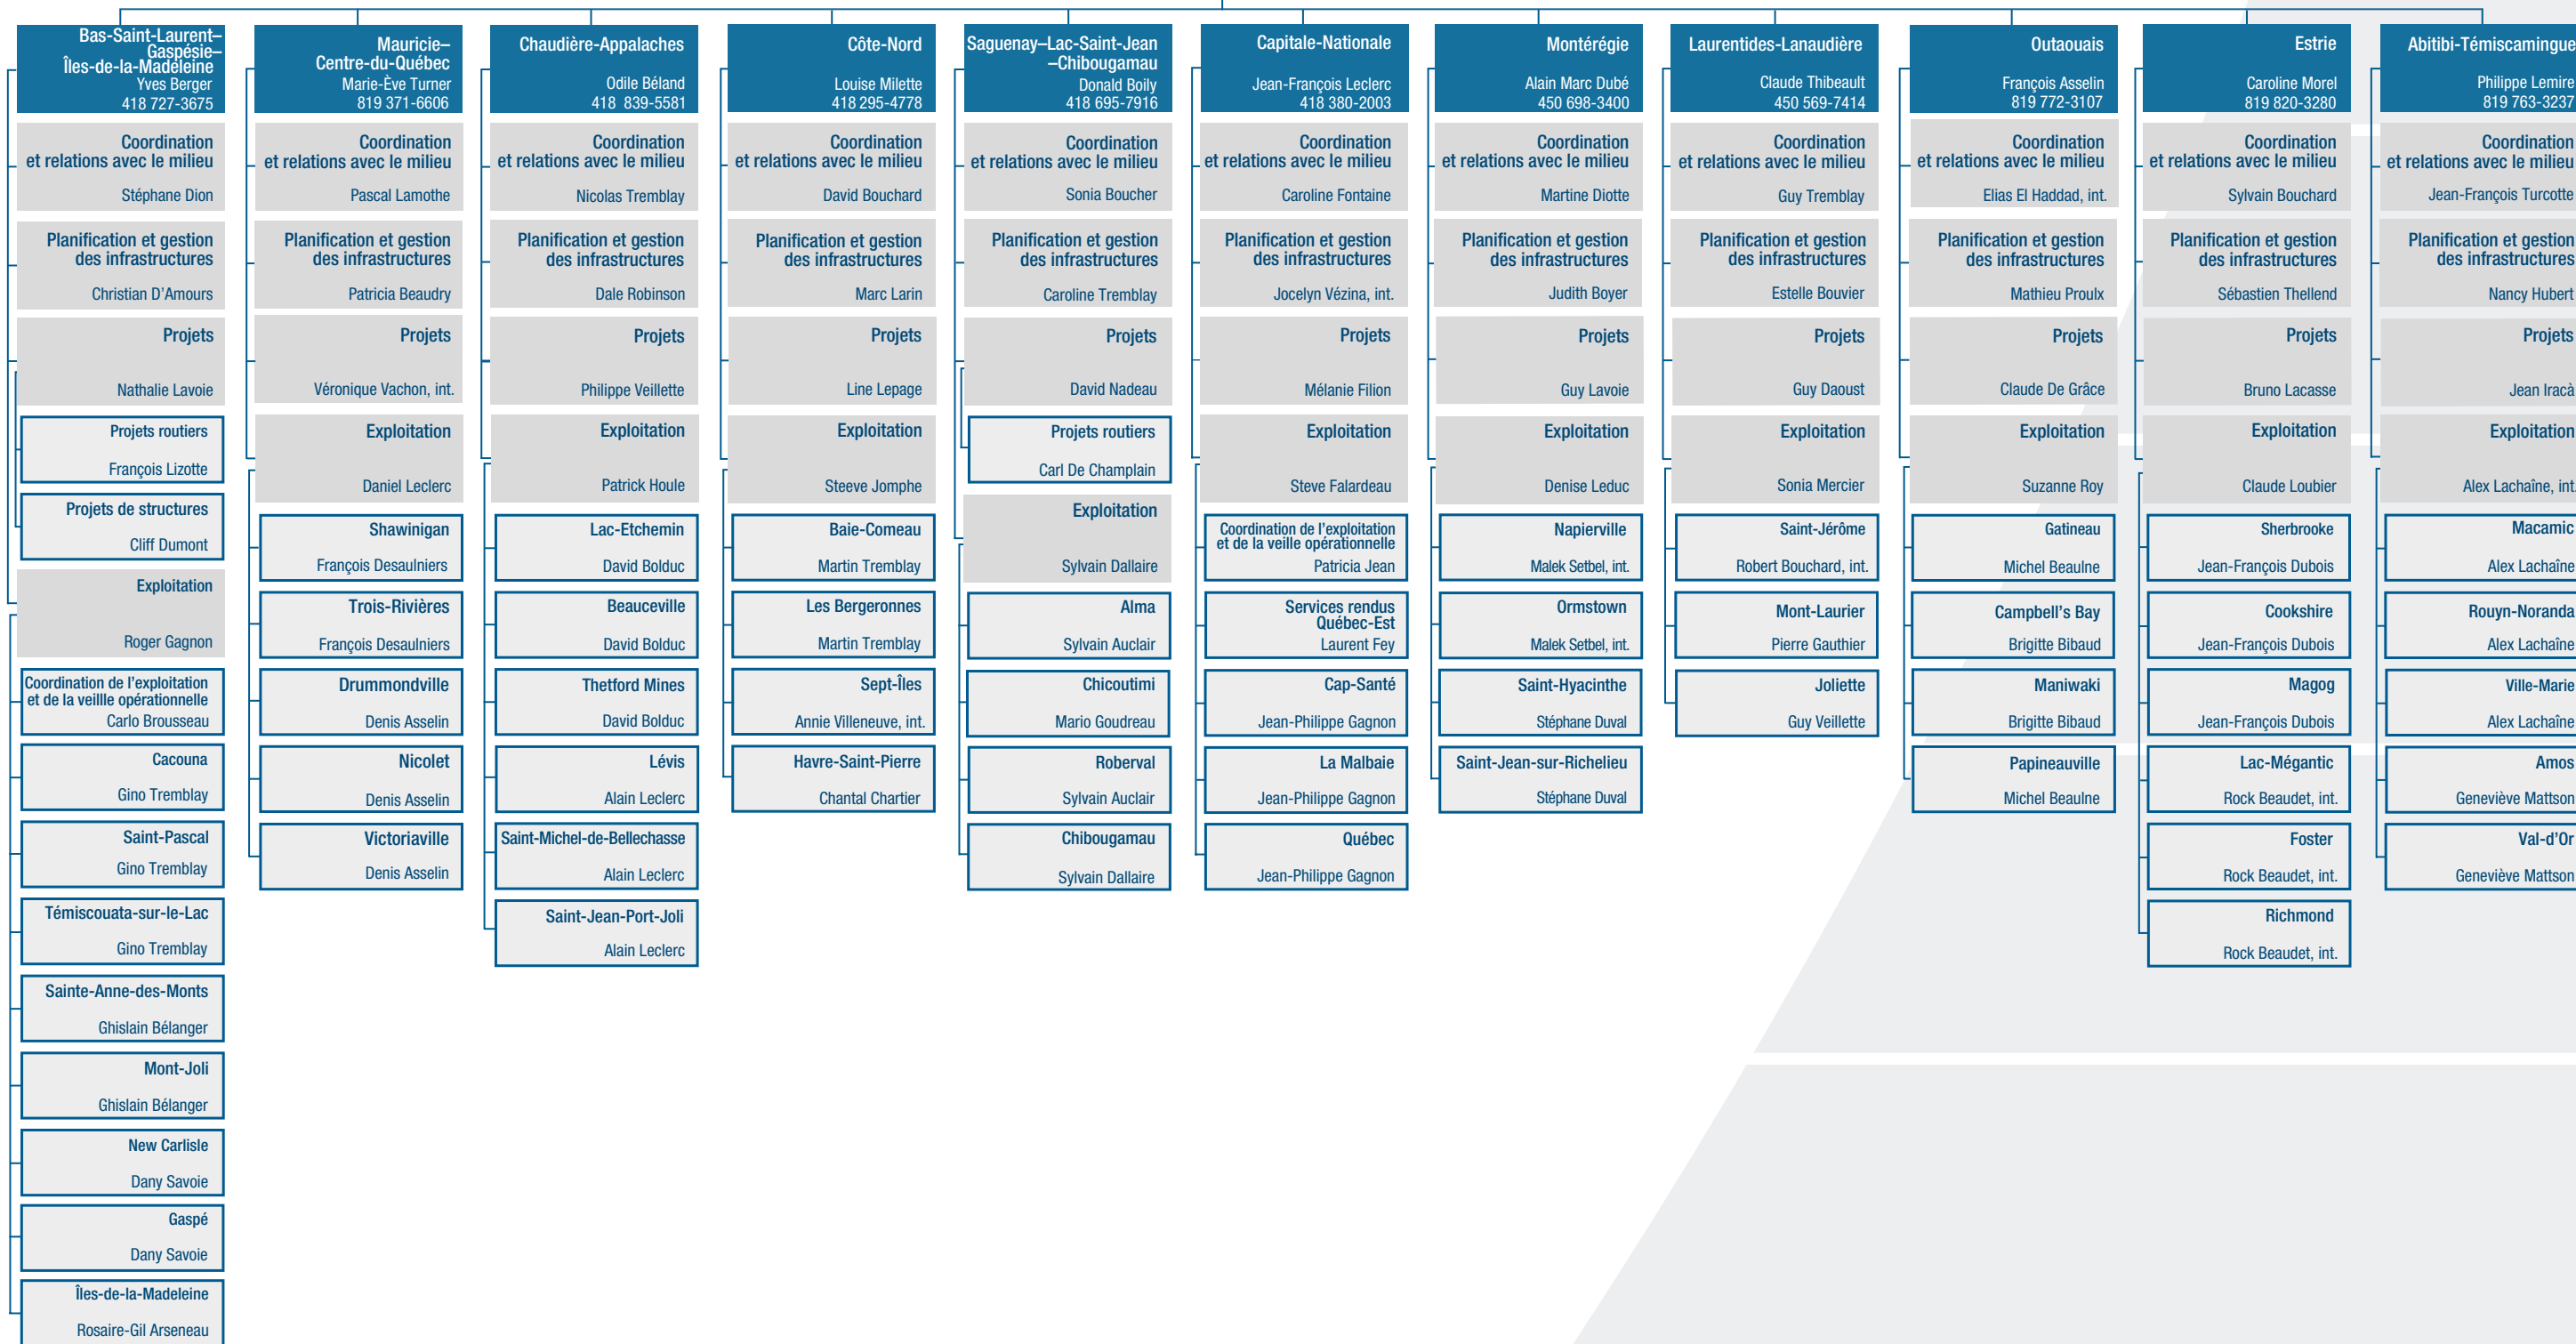 Bas-Saint-Laurent–
Gaspésie–
Îles-de-la-Madeleine
Yves Berger
418 727-3675
Coordination
et relations avec le milieu
Stéphane Dion
Planification et gestion
des infrastructures
Christian D’Amours
Projets
Nathalie Lavoie
Projets routiers
François Lizotte
Projets de structures
Cliff Dumont
Exploitation
Roger Gagnon
Coordination de l’exploitation
et de la veillle opérationnelle
Carlo Brousseau
Cacouna
Gino Tremblay
Saint-Pascal
Gino Tremblay
Témiscouata-sur-le-Lac
Gino Tremblay
Sainte-Anne-des-Monts
Ghislain Bélanger
Mont-Joli
Ghislain Bélanger
New Carlisle
Dany Savoie
Gaspé
Dany Savoie
Îles-de-la-Madeleine
Rosaire-Gil Arseneau
Mauricie–
Centre-du-Québec
Marie-Ève Turner
819 371-6606
Coordination
et relations avec le milieu
Pascal Lamothe
Planification et gestion
des infrastructures
Patricia Beaudry
Projets
Véronique Vachon, int.
Exploitation
Daniel Leclerc
Shawinigan
François Desaulniers
Trois-Rivières
François Desaulniers
Drummondville
Denis Asselin
Nicolet
Denis Asselin
Victoriaville
Denis Asselin
Chaudière-Appalaches
Odile Béland
418 839-5581
Coordination
et relations avec le milieu
Nicolas Tremblay
Planification et gestion
des infrastructures
Dale Robinson
Projets
Philippe Veillette
Exploitation
Patrick Houle
Lac-Etchemin
David Bolduc
Beauceville
David Bolduc
Thetford Mines
David Bolduc
Lévis
Alain Leclerc
Saint-Michel-de-Bellechasse
Alain Leclerc
Saint-Jean-Port-Joli
Alain Leclerc
Côte-Nord
Louise Milette
418 295-4778
Coordination
et relations avec le milieu
David Bouchard
Planification et gestion
des infrastructures
Marc Larin
Projets
Line Lepage
Exploitation
Steeve Jomphe
Baie-Comeau
Martin Tremblay
Les Bergeronnes
Martin Tremblay
Sept-Îles
Annie Villeneuve, int.
Havre-Saint-Pierre
Chantal Chartier
Saguenay–Lac-Saint-Jean
–Chibougamau
Donald Boily
418 695-7916
Coordination
et relations avec le milieu
Sonia Boucher
Planification et gestion
des infrastructures
Caroline Tremblay
Projets
David Nadeau
Projets routiers
Carl De Champlain
Exploitation
Sylvain Dallaire
Alma
Sylvain Auclair
Chicoutimi
Mario Goudreau
Roberval
Sylvain Auclair
Chibougamau
Sylvain Dallaire
Capitale-Nationale
Jean-François Leclerc
418 380-2003
Coordination
et relations avec le milieu
Caroline Fontaine
Planification et gestion
des infrastructures
Jocelyn Vézina, int.
Projets
Mélanie Filion
Exploitation
Steve Falardeau
Coordination de l’exploitation
et de la veille opérationnelle
Patricia Jean
Services rendus
Québec-Est
Laurent Fey
Cap-Santé
Jean-Philippe Gagnon
La Malbaie
Jean-Philippe Gagnon
Québec
Jean-Philippe Gagnon
Montérégie
Alain Marc Dubé
450 698-3400
Coordination
et relations avec le milieu
Martine Diotte
Planification et gestion
des infrastructures
Judith Boyer
Projets
Guy Lavoie
Exploitation
Denise Leduc
Napierville
Malek Setbel, int.
Ormstown
Malek Setbel, int.
Saint-Hyacinthe
Stéphane Duval
Saint-Jean-sur-Richelieu
Stéphane Duval
Laurentides-Lanaudière
Claude Thibeault
450 569-7414
Coordination
et relations avec le milieu
Guy Tremblay
Planification et gestion
des infrastructures
Estelle Bouvier
Projets
Guy Daoust
Exploitation
Sonia Mercier
Saint-Jérôme
Robert Bouchard, int.
Mont-Laurier
Pierre Gauthier
Joliette
Guy Veillette
Outaouais
François Asselin
819 772-3107
Coordination
et relations avec le milieu
Elias El Haddad, int.
Planification et gestion
des infrastructures
Mathieu Proulx
Projets
Claude De Grâce
Exploitation
Suzanne Roy
Gatineau
Michel Beaulne
Campbell’s Bay
Brigitte Bibaud
Maniwaki
Brigitte Bibaud
Papineauville
Michel Beaulne
Estrie
Caroline Morel
819 820-3280
Coordination
et relations avec le milieu
Sylvain Bouchard
Planification et gestion
des infrastructures
Sébastien Thellend
Projets
Bruno Lacasse
Exploitation
Claude Loubier
Sherbrooke
Jean-François Dubois
Cookshire
Jean-François Dubois
Magog
Jean-François Dubois
Lac-Mégantic
Rock Beaudet, int.
Foster
Rock Beaudet, int.
Richmond
Rock Beaudet, int.
Abitibi-Témiscamingue
Philippe Lemire
819 763-3237
Coordination
et relations avec le milieu
Jean-François Turcotte
Planification et gestion
des infrastructures
Nancy Hubert
Projets
Jean Iracà
Exploitation
Alex Lachaîne, int.
Macamic
Alex Lachaîne
Rouyn-Noranda
Alex Lachaîne
Ville-Marie
Alex Lachaîne
Amos
Geneviève Mattson
Val-d’Or
Geneviève Mattson